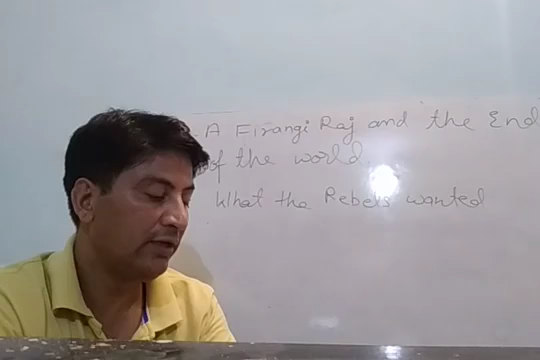 A Firangi Raj and the End
of the world.
What the Rebels wanted